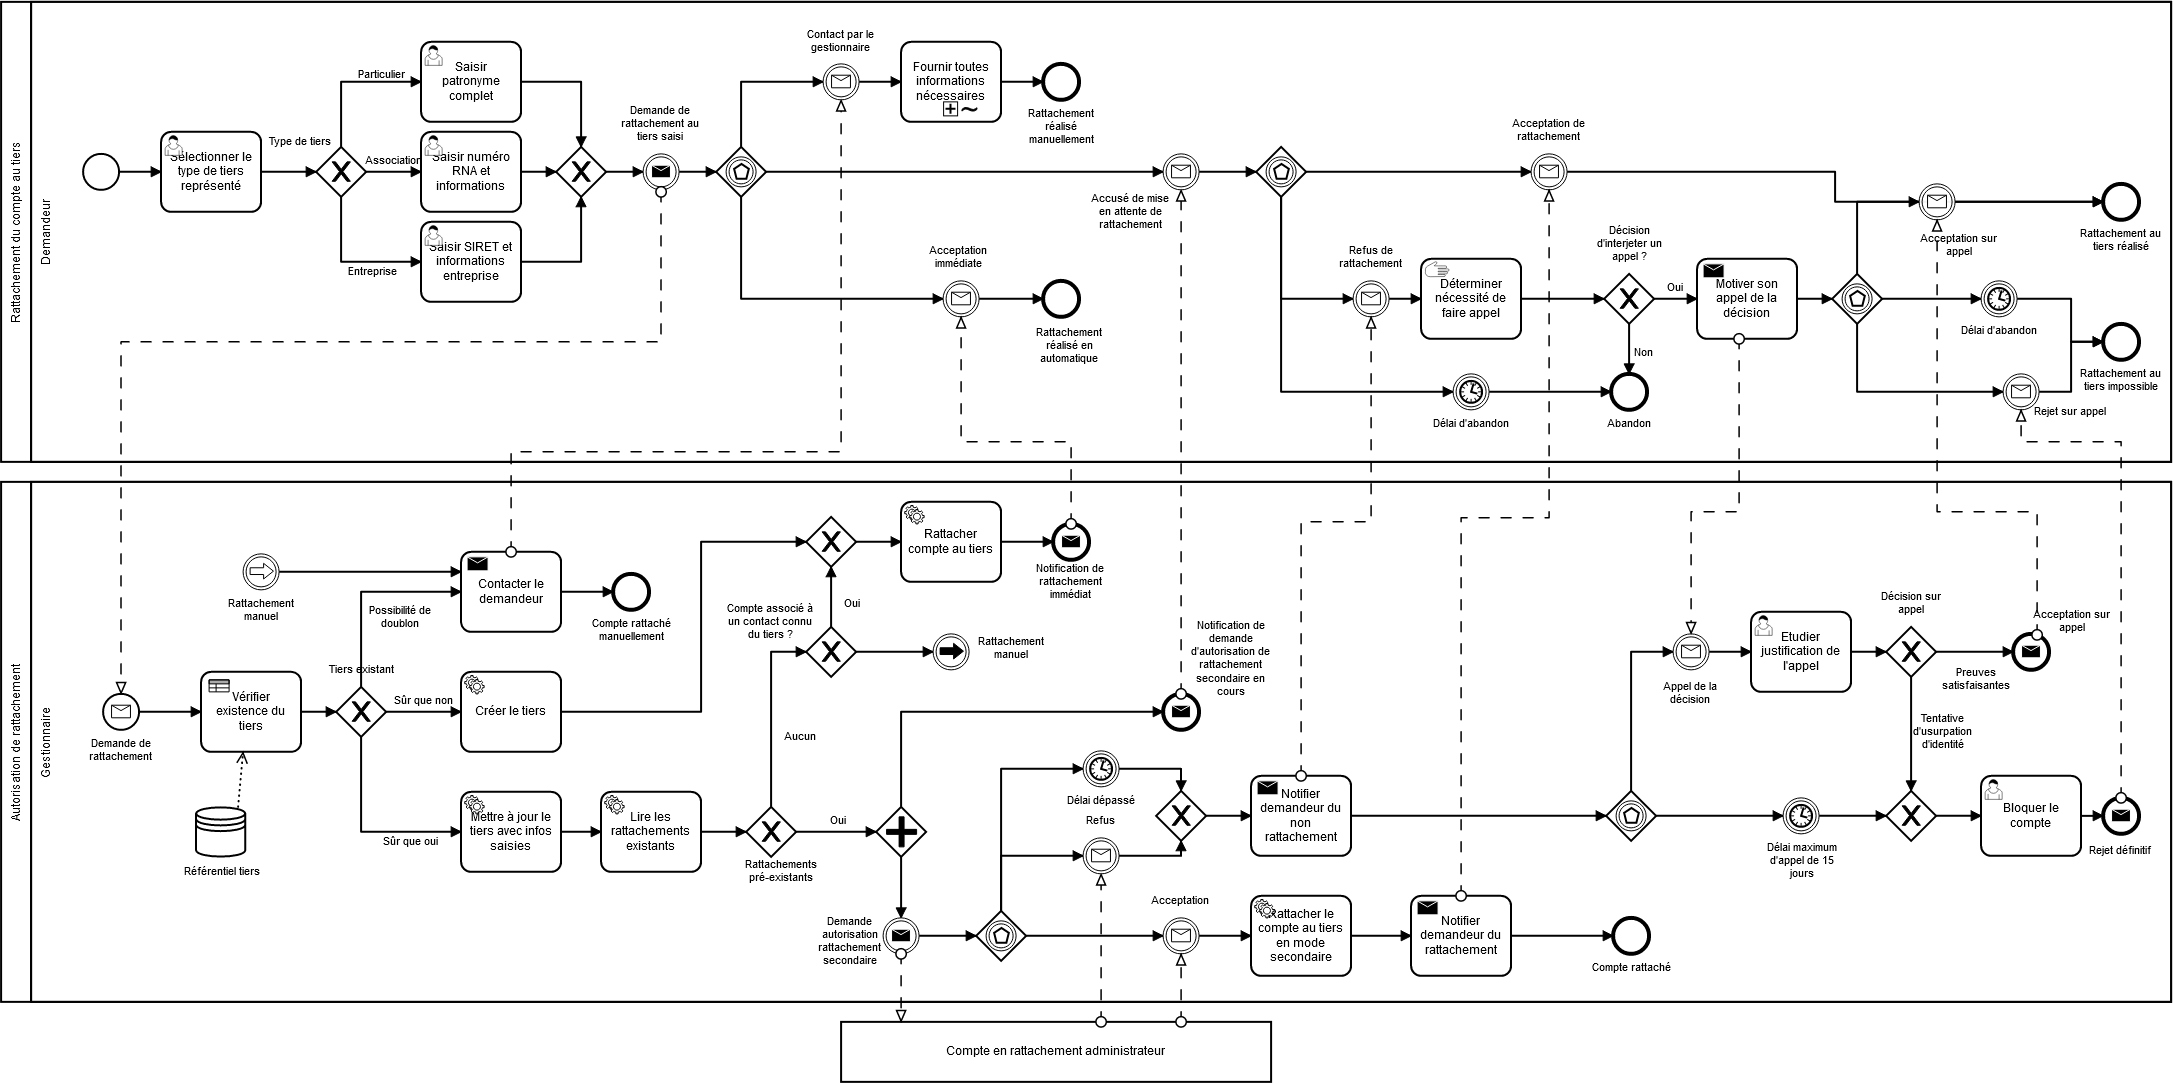 Rattachement du compte au tiers
Demandeur
Sélectionner le
type de tiers
représenté
Type de tiers
Particulier
Association
Entreprise
Saisir
patronyme
complet
Saisir numéro
RNA et
informations
Saisir SIRET et
informations
entreprise
Demande de
rattachement au
tiers saisi
Contact par le
gestionnaire
Fournir toutes
informations
nécessaires
Rattachement
réalisé
manuellement
Acceptation
immédiate
Rattachement
réalisé en
automatique
Accusé de mise
en attente de
rattachement
Acceptation de
rattachement
Refus de
rattachement
Déterminer
nécessité de
faire appel
Décision
d'interjeter un
appel ?
Oui
Non
Délai d'abandon
Abandon
Motiver son
appel de la
décision
Acceptation sur
appel
Rattachement au
tiers réalisé
Délai d'abandon
Rattachement au
tiers impossible
Rejet sur appel
Autorisation de rattachement
Gestionnaire
Demande de
rattachement
Vérifier
existence du
tiers
Référentiel tiers
Rattachement
manuel
Tiers existant
Possibilité de
doublon
Sûr que non
Sûr que oui
Contacter le
demandeur
Compte rattaché
manuellement
Créer le tiers
Mettre à jour le
tiers avec infos
saisies
Lire les
rattachements
existants
Rattachements
pré-existants
Aucun
Oui
Compte associé à
un contact connu
du tiers ?
Oui
Rattacher
compte au tiers
Notification de
rattachement
immédiat
Rattachement
manuel
Notification de
demande
d'autorisation de
rattachement
secondaire en
cours
Demande
autorisation
rattachement
secondaire
Délai dépassé
Refus
Acceptation
Notifier
demandeur du
non
rattachement
Rattacher le
compte au tiers
en mode
secondaire
Notifier
demandeur du
rattachement
Compte rattaché
Appel de la
décision
Etudier
justification de
l'appel
Décision sur
appel
Preuves
satisfaisantes
Acceptation sur
appel
Tentative
d'usurpation
d'identité
Délai maximum
d'appel de 15
jours
Bloquer le
compte
Rejet définitif
Compte en rattachement administrateur